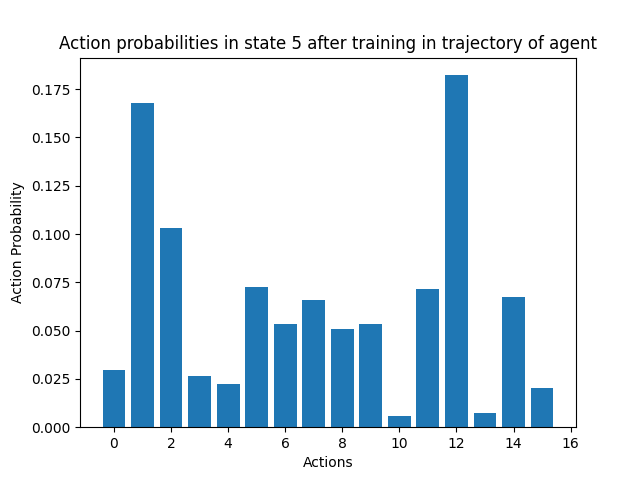 Action probabilities in state 5 after training in trajectory of agent
0.175
0.150
0.125
0.100
0.075
0.050
0.025
0.000
Action Probability
0 2 4 6 8 10 12 14 16
Actions